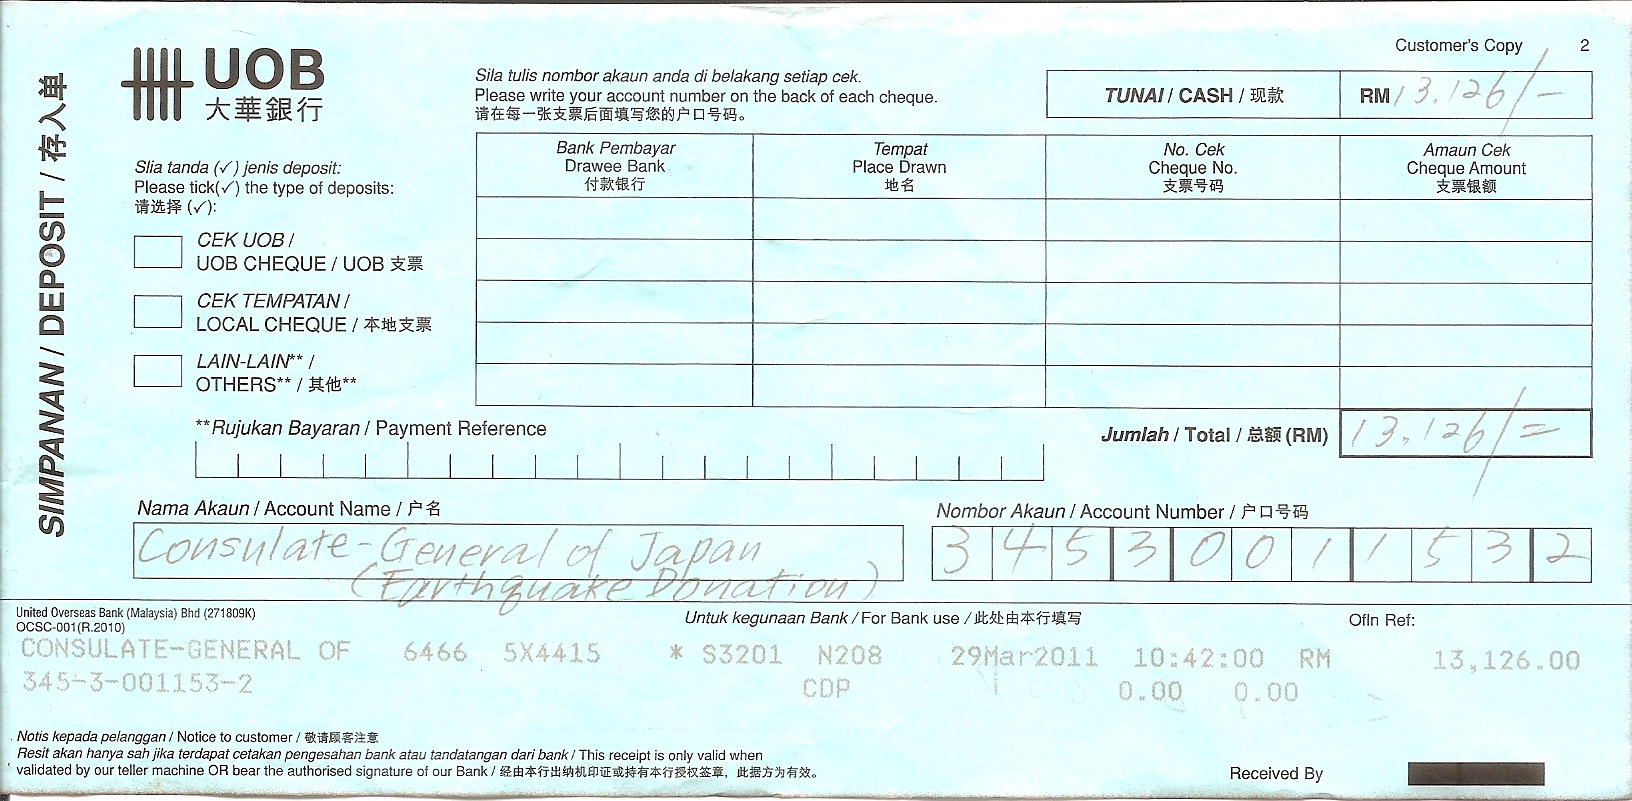 Customer's Copy 2
SIMPANAN / DEPOSIT / 存入单
UOB
大華銀行
Sila tulis nombor akaun anda di belakang setiap cek.
Please write your account number on the back of each cheque.
请在每一张支票后面填写您的户口号码。
TUNAI / CASH / 现款 RM 13,126/-
Sila tanda (✓) jenis deposit:
Please tick(✓) the type of deposits:
请选择 (✓):
CEK UOB /
UOB CHEQUE / UOB 支票
CEK TEMPATAN /
LOCAL CHEQUE / 本地支票
LAIN-LAIN** /
OTHERS** / 其他**
Bank Pembayar
Drawee Bank
付款银行
Tempat
Place Drawn
地名
No. Cek
Cheque No.
支票号码
Amaun Cek
Cheque Amount
支票银额
**Rujukan Bayaran / Payment Reference
Jumlah / Total / 总额 (RM) 13,126/=
Nama Akaun / Account Name / 户名
Consulate-General of Japan
(Earthquake Donation)
Nombor Akaun / Account Number / 户口号码
3 4 5 3 0 0 1 1 5 3 2
United Overseas Bank (Malaysia) Bhd (271809K)
OCSC-001(R.2010)
Untuk kegunaan Bank / For Bank use / 此处由本行填写
OfIn Ref:
CONSULATE-GENERAL OF 6466 5X4415 * S3201 N208 29Mar2011 10:42:00 RM 13,126.00
345-3-001153-2 CDP 0.00 0.00
Notis kepada pelanggan / Notice to customer / 敬请顾客注意
Resit akan hanya sah jika terdapat cetakan pengesahan bank atau tandatangan dari bank / This receipt is only valid when
validated by our teller machine OR bear the authorised signature of our Bank / 经由本行出纳机印证或持有本行授权签章，此据方为有效。
Received By